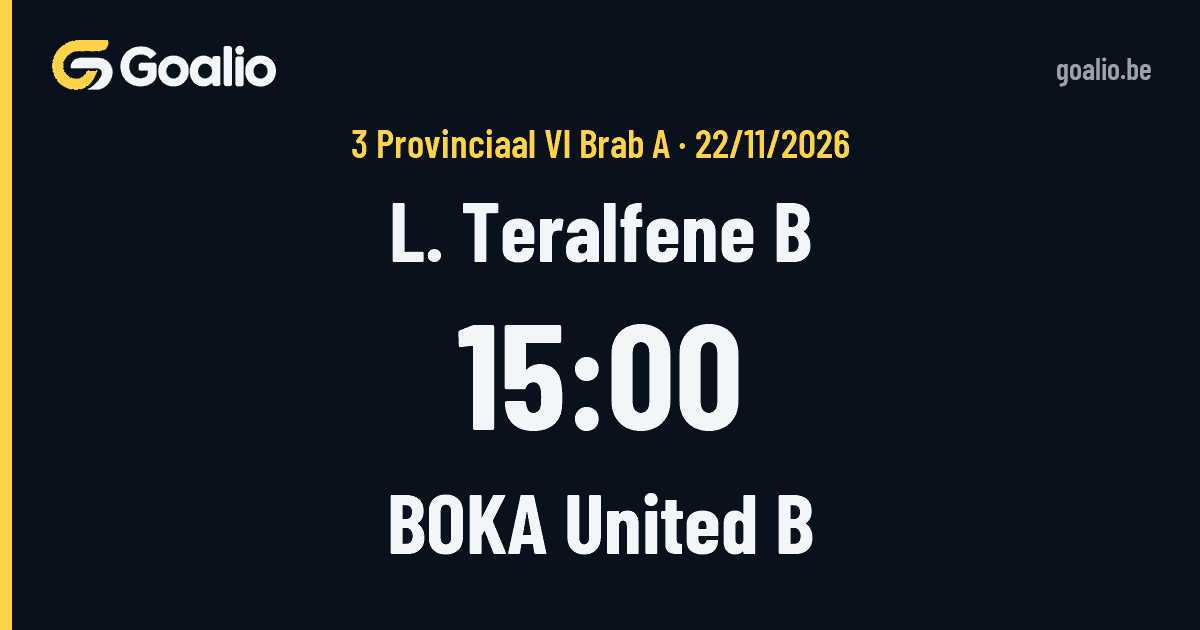 Goalio
goalio.be
3 Provinciaal Vl Brab A · 22/11/2026
L. Teralfene B
15:00
BOKA United B